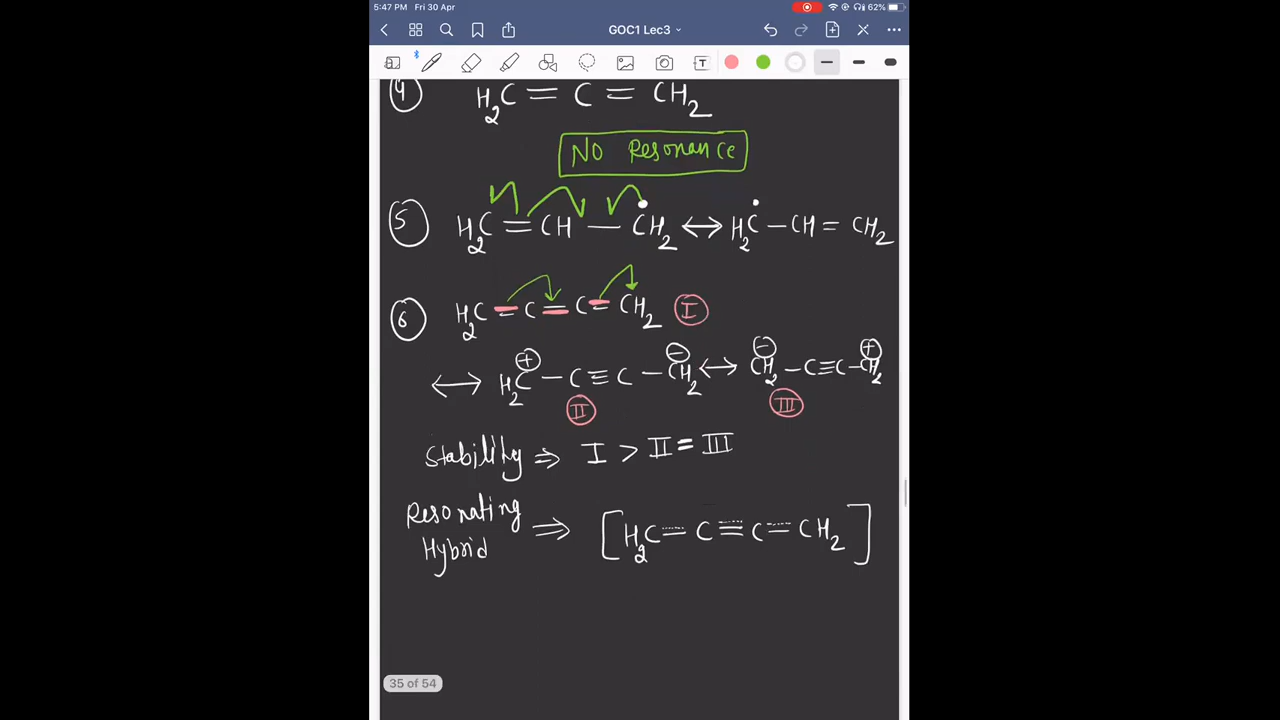 5:47 PM Fri 30 Apr
62%
GOC1 Lec3
T
④ H₂C = C = CH₂
No Resonance
⑤ H₂C = CH — ĊH₂ ↔ H₂Ċ — CH = CH₂
⑥ H₂C = C = C = CH₂ Ⅰ
↔ H₂C⊕ — C ≡ C — CH₂⊖ ↔ CH₂⊖ — C ≡ C — CH₂⊕
Ⅱ Ⅲ
Stability ⇒ I > II = III
Resonating
Hybrid ⇒ [H₂C ⩦ C ≡ C ⩦ CH₂]
35 of 54